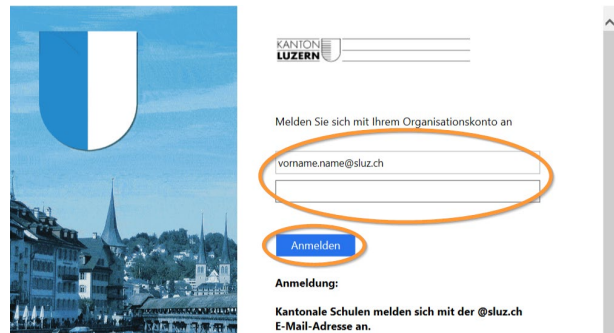 KANTON
LUZERN
Melden Sie sich mit Ihrem Organisationskonto an
vorname.name@sluz.ch
Anmelden
Anmeldung:
Kantonale Schulen melden sich mit der @sluz.ch
E-Mail-Adresse an.